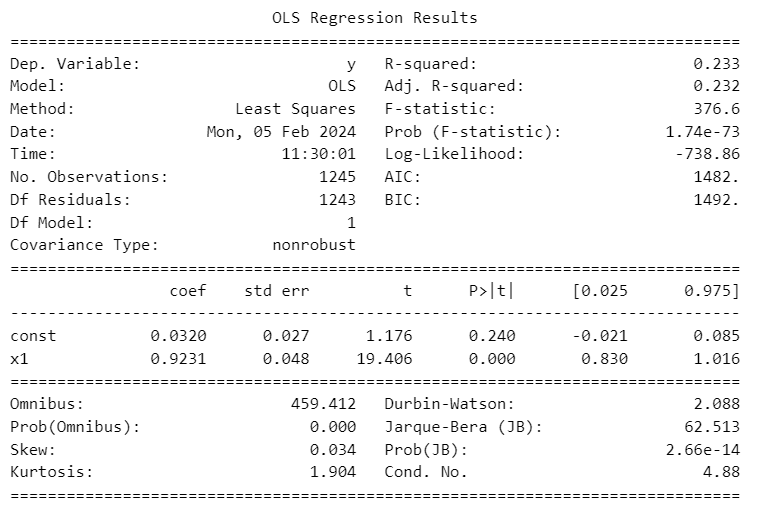 OLS Regression Results
==============================================================================
Dep. Variable: y R-squared: 0.233
Model: OLS Adj. R-squared: 0.232
Method: Least Squares F-statistic: 376.6
Date: Mon, 05 Feb 2024 Prob (F-statistic): 1.74e-73
Time: 11:30:01 Log-Likelihood: -738.86
No. Observations: 1245 AIC: 1482.
Df Residuals: 1243 BIC: 1492.
Df Model: 1
Covariance Type: nonrobust
==============================================================================
coef std err t P>|t| [0.025 0.975]
------------------------------------------------------------------------------
const 0.0320 0.027 1.176 0.240 -0.021 0.085
x1 0.9231 0.048 19.406 0.000 0.830 1.016
==============================================================================
Omnibus: 459.412 Durbin-Watson: 2.088
Prob(Omnibus): 0.000 Jarque-Bera (JB): 62.513
Skew: 0.034 Prob(JB): 2.66e-14
Kurtosis: 1.904 Cond. No. 4.88
==============================================================================